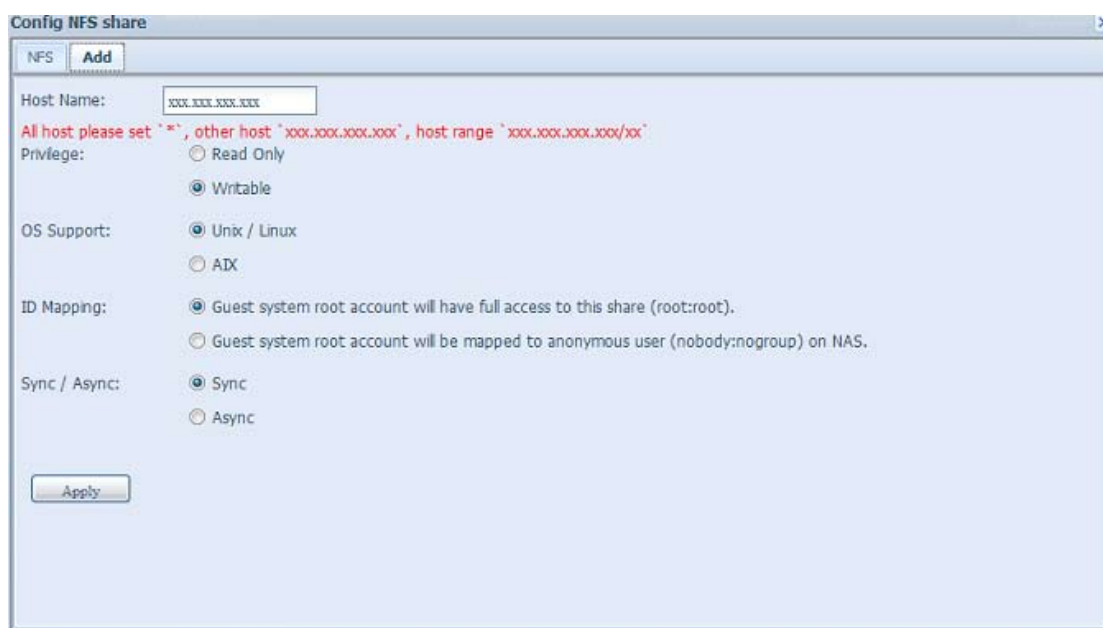 Config NFS share
NFS Add
Host Name: xxx.xxx.xxx.xxx
All host please set `*`, other host `xxx.xxx.xxx.xxx`, host range `xxx.xxx.xxx.xxx/xx`
Privilege: Read Only
Writable
OS Support: Unix / Linux
AIX
ID Mapping: Guest system root account will have full access to this share (root:root).
Guest system root account will be mapped to anonymous user (nobody:nogroup) on NAS.
Sync / Async: Sync
Async
Apply